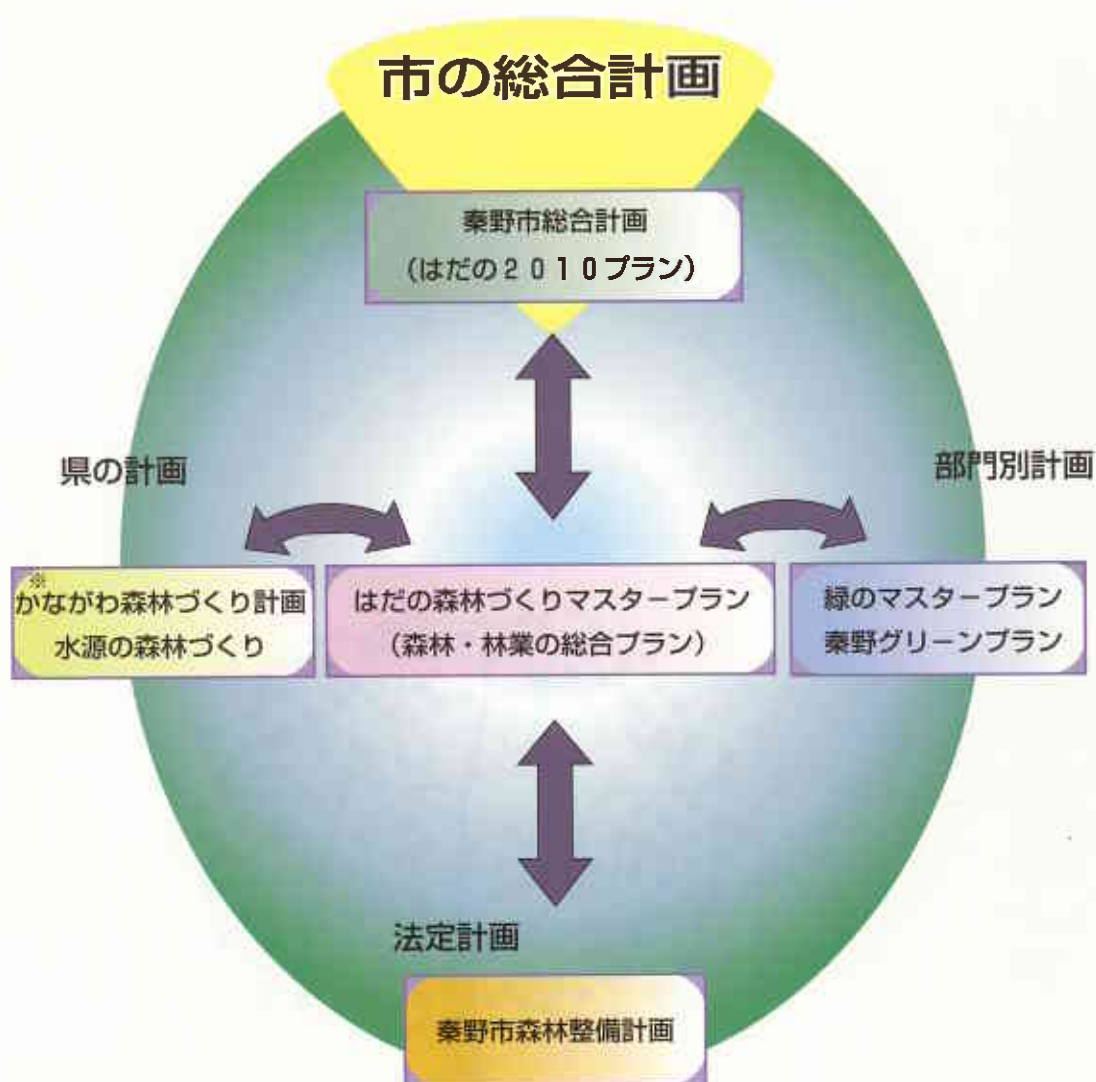 市の総合計画
秦野市総合計画
(はだの2010プラン)
県の計画
部門別計画
※
かながわ森林づくり計画
水源の森林づくり
はだの森林づくりマスタープラン
(森林・林業の総合プラン)
緑のマスタープラン
秦野グリーンプラン
法定計画
秦野市森林整備計画